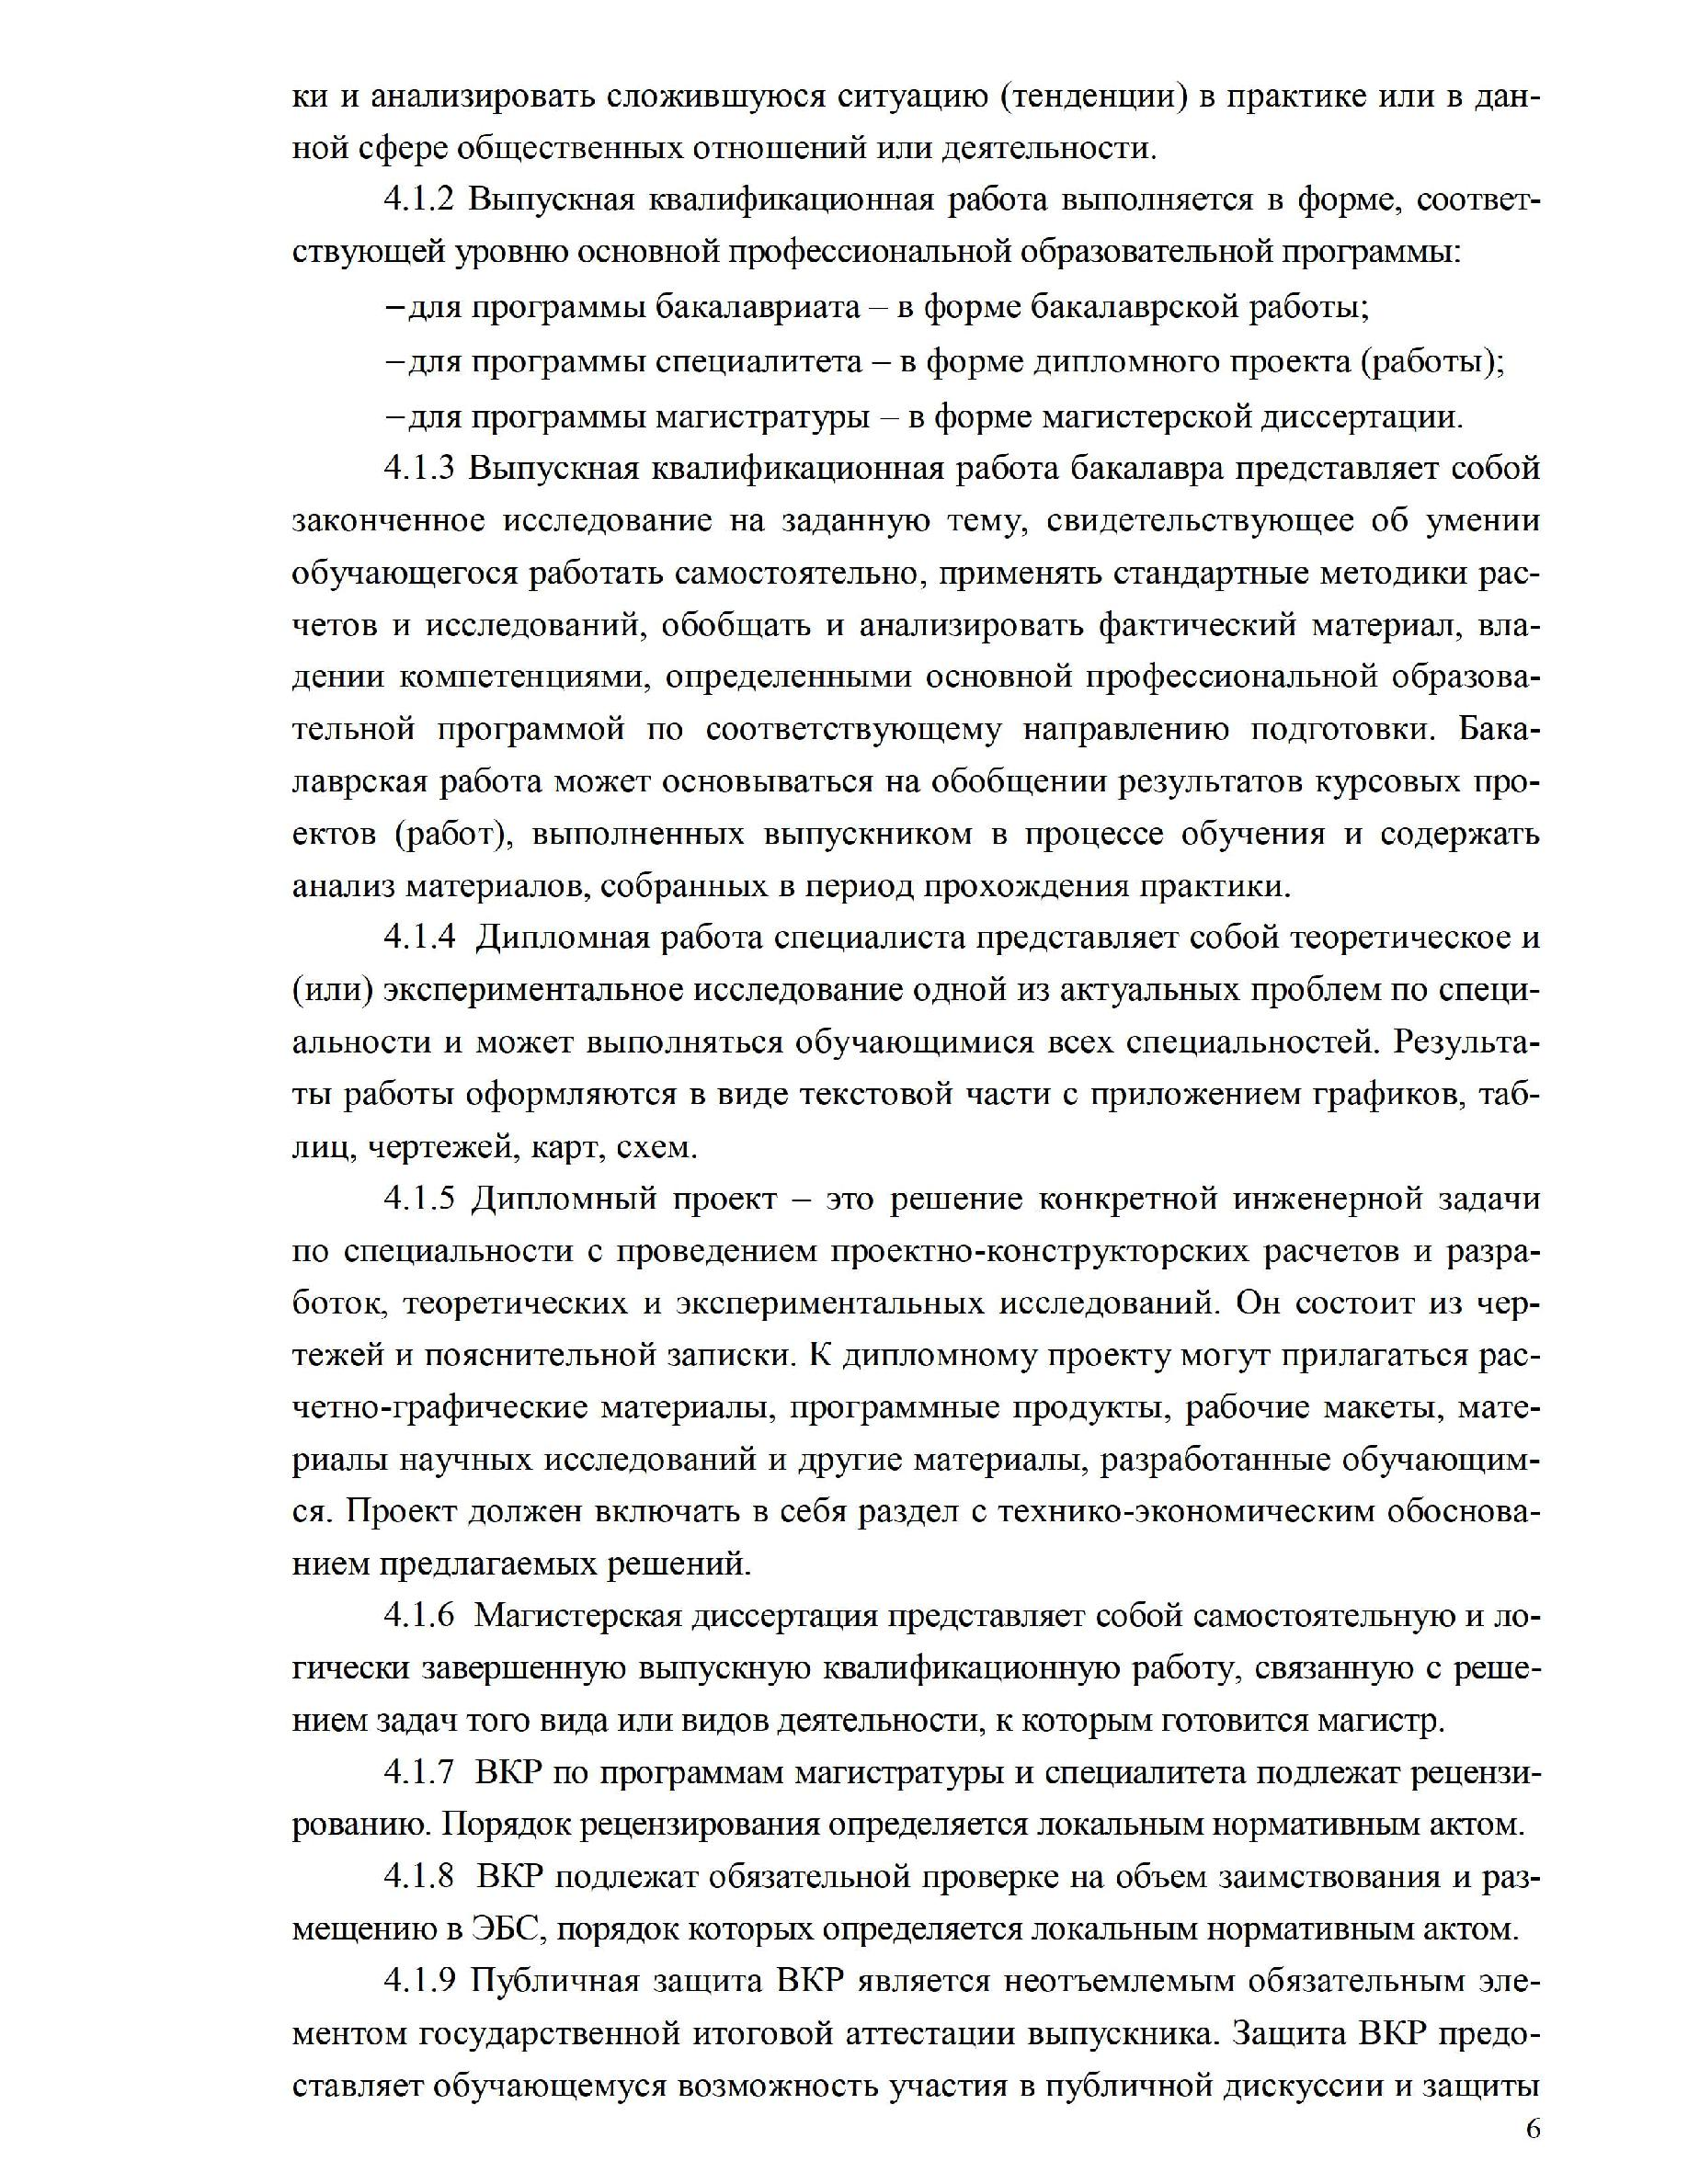 ки и анализировать сложившуюся ситуацию (тенденции) в практике или в дан-
ной сфере общественных отношений или деятельности.
4.1.2 Выпускная квалификационная работа выполняется в форме, соответ-
ствующей уровню основной профессиональной образовательной программы:
–для программы бакалавриата – в форме бакалаврской работы;
–для программы специалитета – в форме дипломного проекта (работы);
–для программы магистратуры – в форме магистерской диссертации.
4.1.3 Выпускная квалификационная работа бакалавра представляет собой
законченное исследование на заданную тему, свидетельствующее об умении
обучающегося работать самостоятельно, применять стандартные методики рас-
четов и исследований, обобщать и анализировать фактический материал, вла-
дении компетенциями, определенными основной профессиональной образова-
тельной программой по соответствующему направлению подготовки. Бака-
лаврская работа может основываться на обобщении результатов курсовых про-
ектов (работ), выполненных выпускником в процессе обучения и содержать
анализ материалов, собранных в период прохождения практики.
4.1.4 Дипломная работа специалиста представляет собой теоретическое и
(или) экспериментальное исследование одной из актуальных проблем по специ-
альности и может выполняться обучающимися всех специальностей. Результа-
ты работы оформляются в виде текстовой части с приложением графиков, таб-
лиц, чертежей, карт, схем.
4.1.5 Дипломный проект – это решение конкретной инженерной задачи
по специальности с проведением проектно-конструкторских расчетов и разра-
боток, теоретических и экспериментальных исследований. Он состоит из чер-
тежей и пояснительной записки. К дипломному проекту могут прилагаться рас-
четно-графические материалы, программные продукты, рабочие макеты, мате-
риалы научных исследований и другие материалы, разработанные обучающим-
ся. Проект должен включать в себя раздел с технико-экономическим обоснова-
нием предлагаемых решений.
4.1.6 Магистерская диссертация представляет собой самостоятельную и ло-
гически завершенную выпускную квалификационную работу, связанную с реше-
нием задач того вида или видов деятельности, к которым готовится магистр.
4.1.7 ВКР по программам магистратуры и специалитета подлежат рецензи-
рованию. Порядок рецензирования определяется локальным нормативным актом.
4.1.8 ВКР подлежат обязательной проверке на объем заимствования и раз-
мещению в ЭБС, порядок которых определяется локальным нормативным актом.
4.1.9 Публичная защита ВКР является неотъемлемым обязательным эле-
ментом государственной итоговой аттестации выпускника. Защита ВКР предо-
ставляет обучающемуся возможность участия в публичной дискуссии и защиты
6